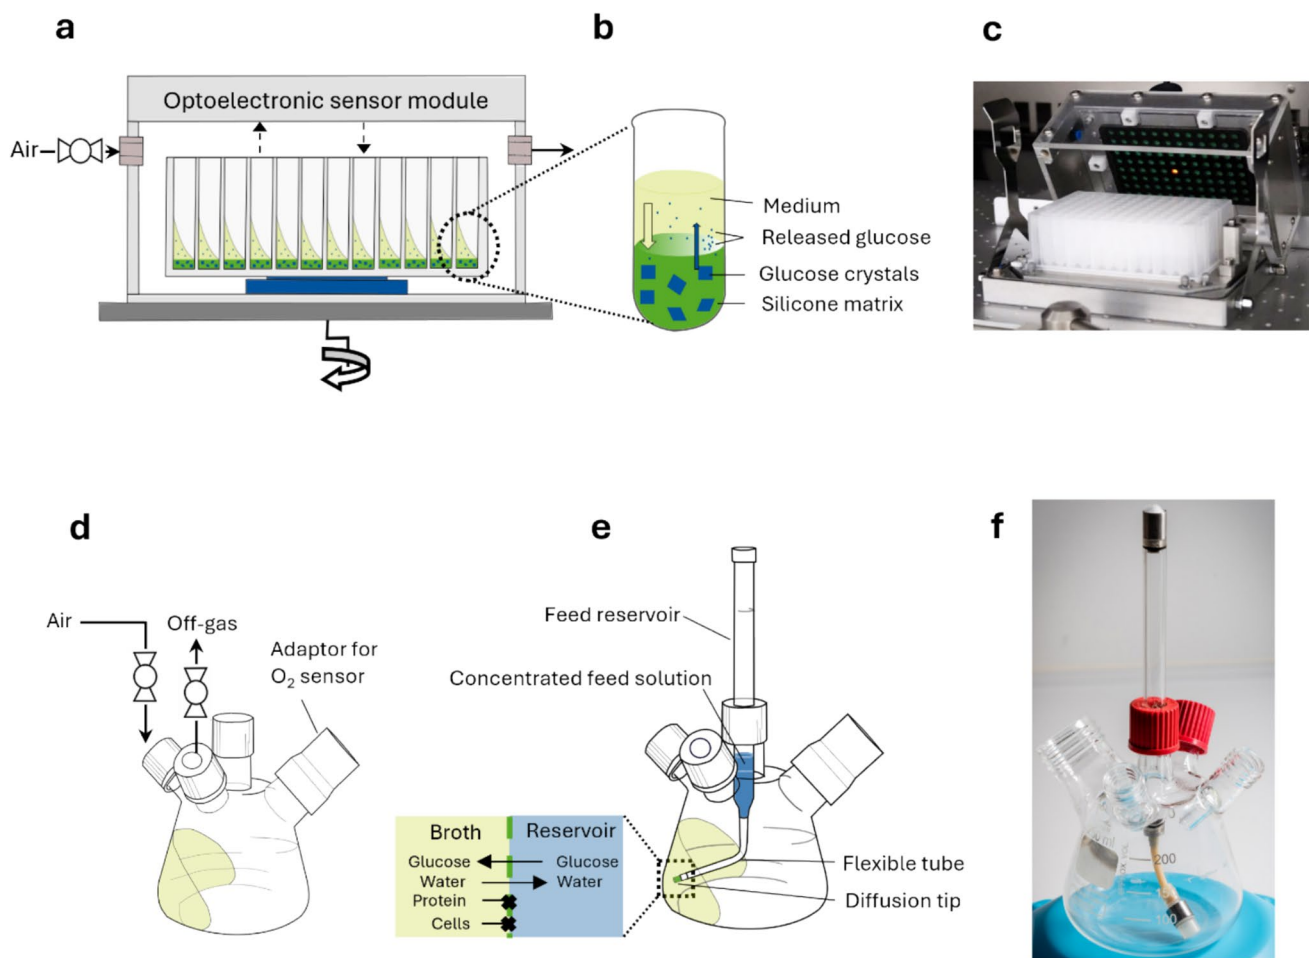 a
b
c
Optoelectronic sensor module
Air
Medium
Released glucose
Glucose crystals
Silicone matrix
d
e
f
Air
Off-gas
Adaptor for
O₂ sensor
Feed reservoir
Concentrated feed solution
Broth
Reservoir
Glucose
Glucose
Water
Water
Protein
Cells
Flexible tube
Diffusion tip
200
100